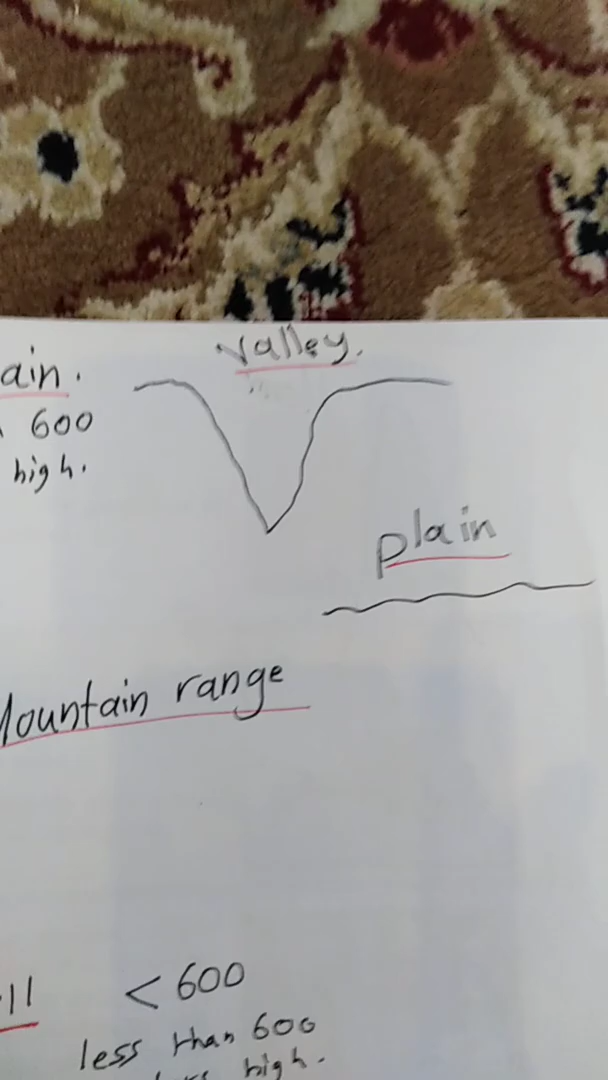 valley.
ain.
600
high.
plain
Mountain range
ll < 600
less than 600
high.